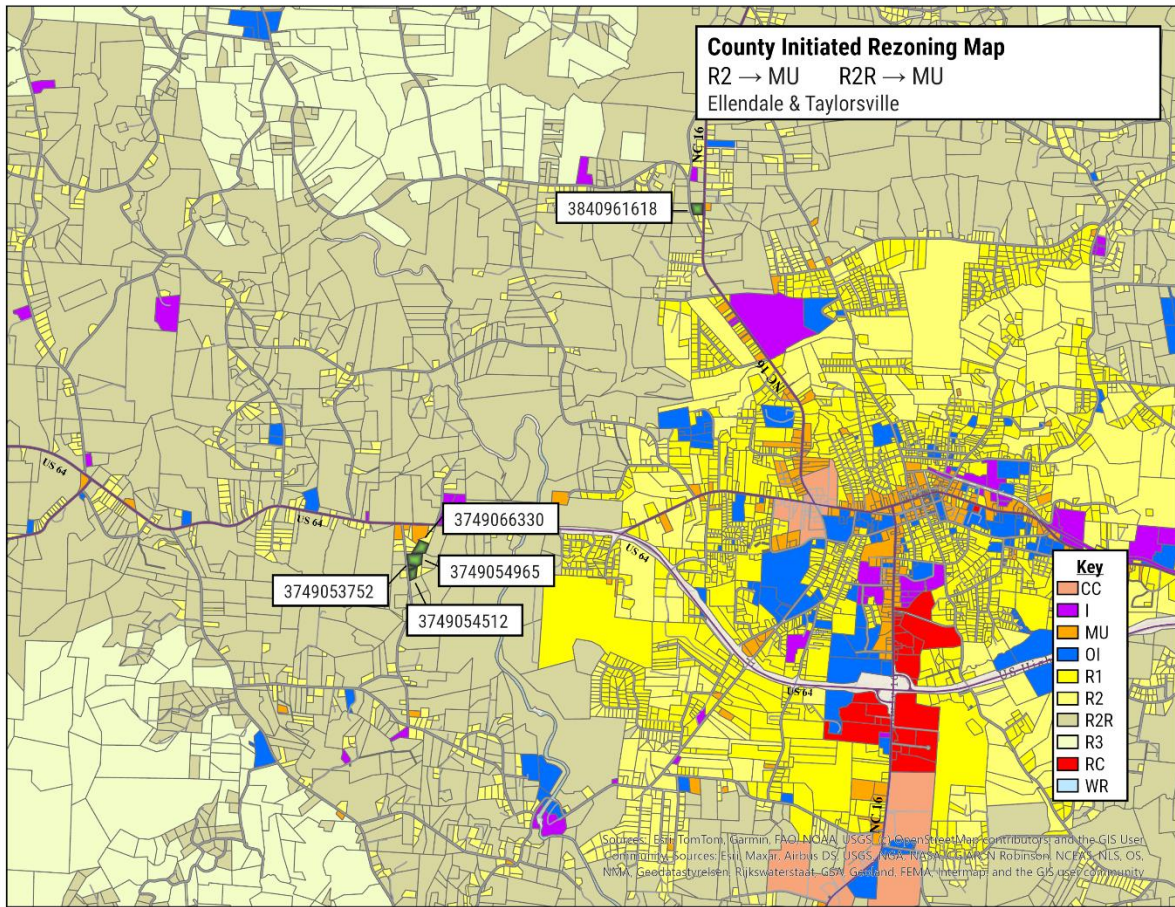 County Initiated Rezoning Map
R2 → MU R2R → MU
Ellendale & Taylorsville
NC 16
3840961618
NC 16
US 64
US 64
3749066330
US 64
3749054965
3749053752
3749054512
US 64
Key
CC
I
MU
OI
R1
R2
R2R
R3
RC
WR
NC 16
Sources: Esri, TomTom, Garmin, FAO, NOAA, USGS, (c) OpenStreetMap contributors, and the GIS User
Community, Sources: Esri, Maxar, Airbus DS, USGS, NGA, NASA, CGIAR, N Robinson, NCEAS, NLS, OS,
NMA, Geodatastyrelsen, Rijkswaterstaat, GSA, Geoland, FEMA, Intermap, and the GIS user community